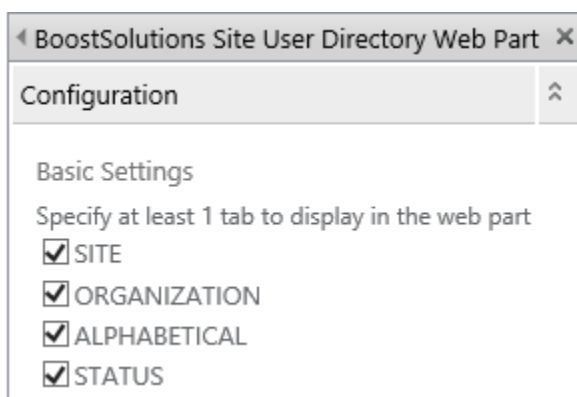 BoostSolutions Site User Directory Web Part
Configuration
Basic Settings
Specify at least 1 tab to display in the web part
SITE
ORGANIZATION
ALPHABETICAL
STATUS